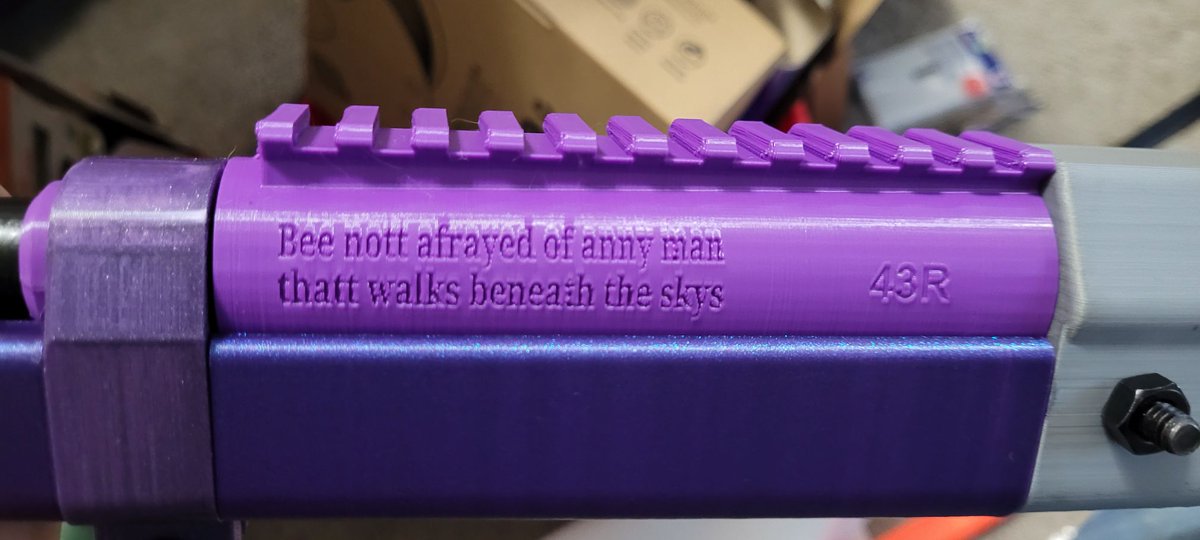 Bee nott afrayed of anny man
thatt walks beneath the skys
43R